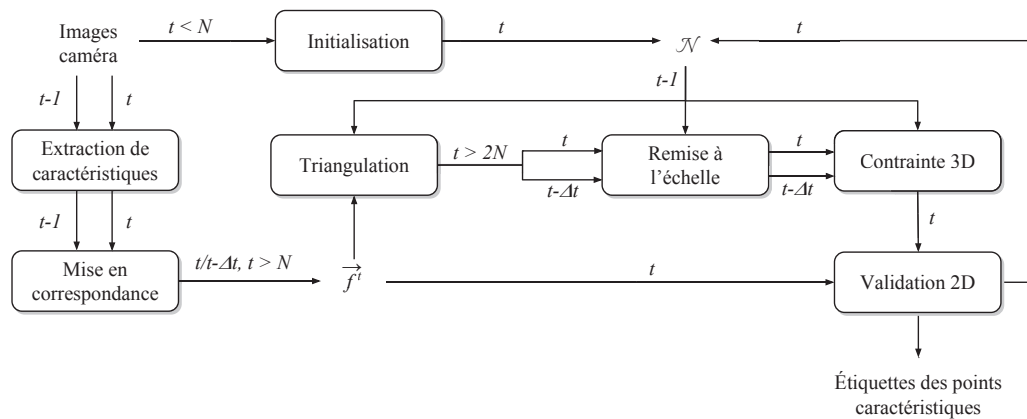 Images
caméra
t < N
Initialisation
t
𝒩
t
t-1
t
t-1
Extraction de
caractéristiques
Triangulation
t > 2N
t
t-Δt
Remise à
l'échelle
t
t-Δt
Contrainte 3D
t-1
t
t
Mise en
correspondance
t/t-Δt, t > N
f⃗ᵗ
t
Validation 2D
Étiquettes des points
caractéristiques